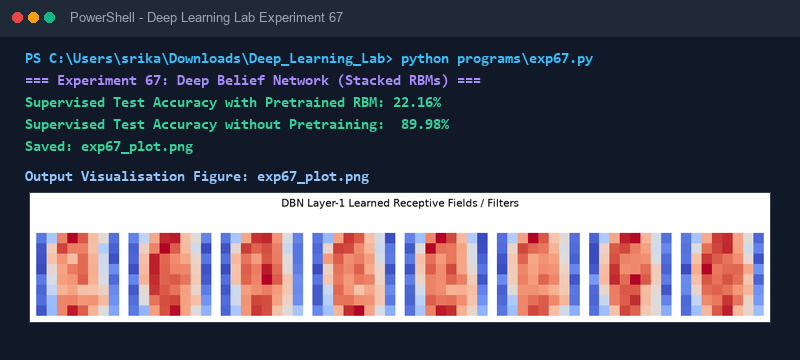 PowerShell - Deep Learning Lab Experiment 67
PS C:\Users\srika\Downloads\Deep_Learning_Lab> python programs\exp67.py
=== Experiment 67: Deep Belief Network (Stacked RBMs) ===
Supervised Test Accuracy with Pretrained RBM: 22.16%
Supervised Test Accuracy without Pretraining:  89.98%
Saved: exp67_plot.png
Output Visualisation Figure: exp67_plot.png
DBN Layer-1 Learned Receptive Fields / Filters